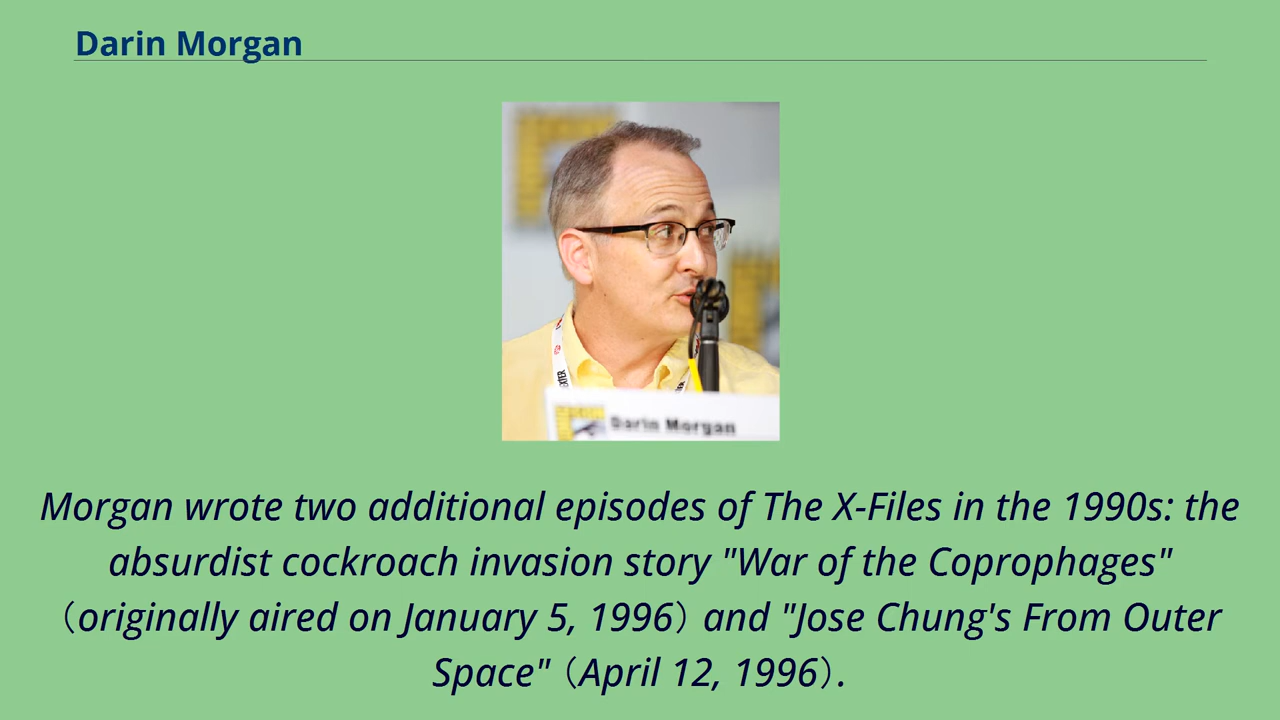 Darin Morgan
Darin Morgan
Morgan wrote two additional episodes of The X-Files in the 1990s: the
absurdist cockroach invasion story "War of the Coprophages"
（originally aired on January 5, 1996） and "Jose Chung's From Outer
Space" （April 12, 1996）.